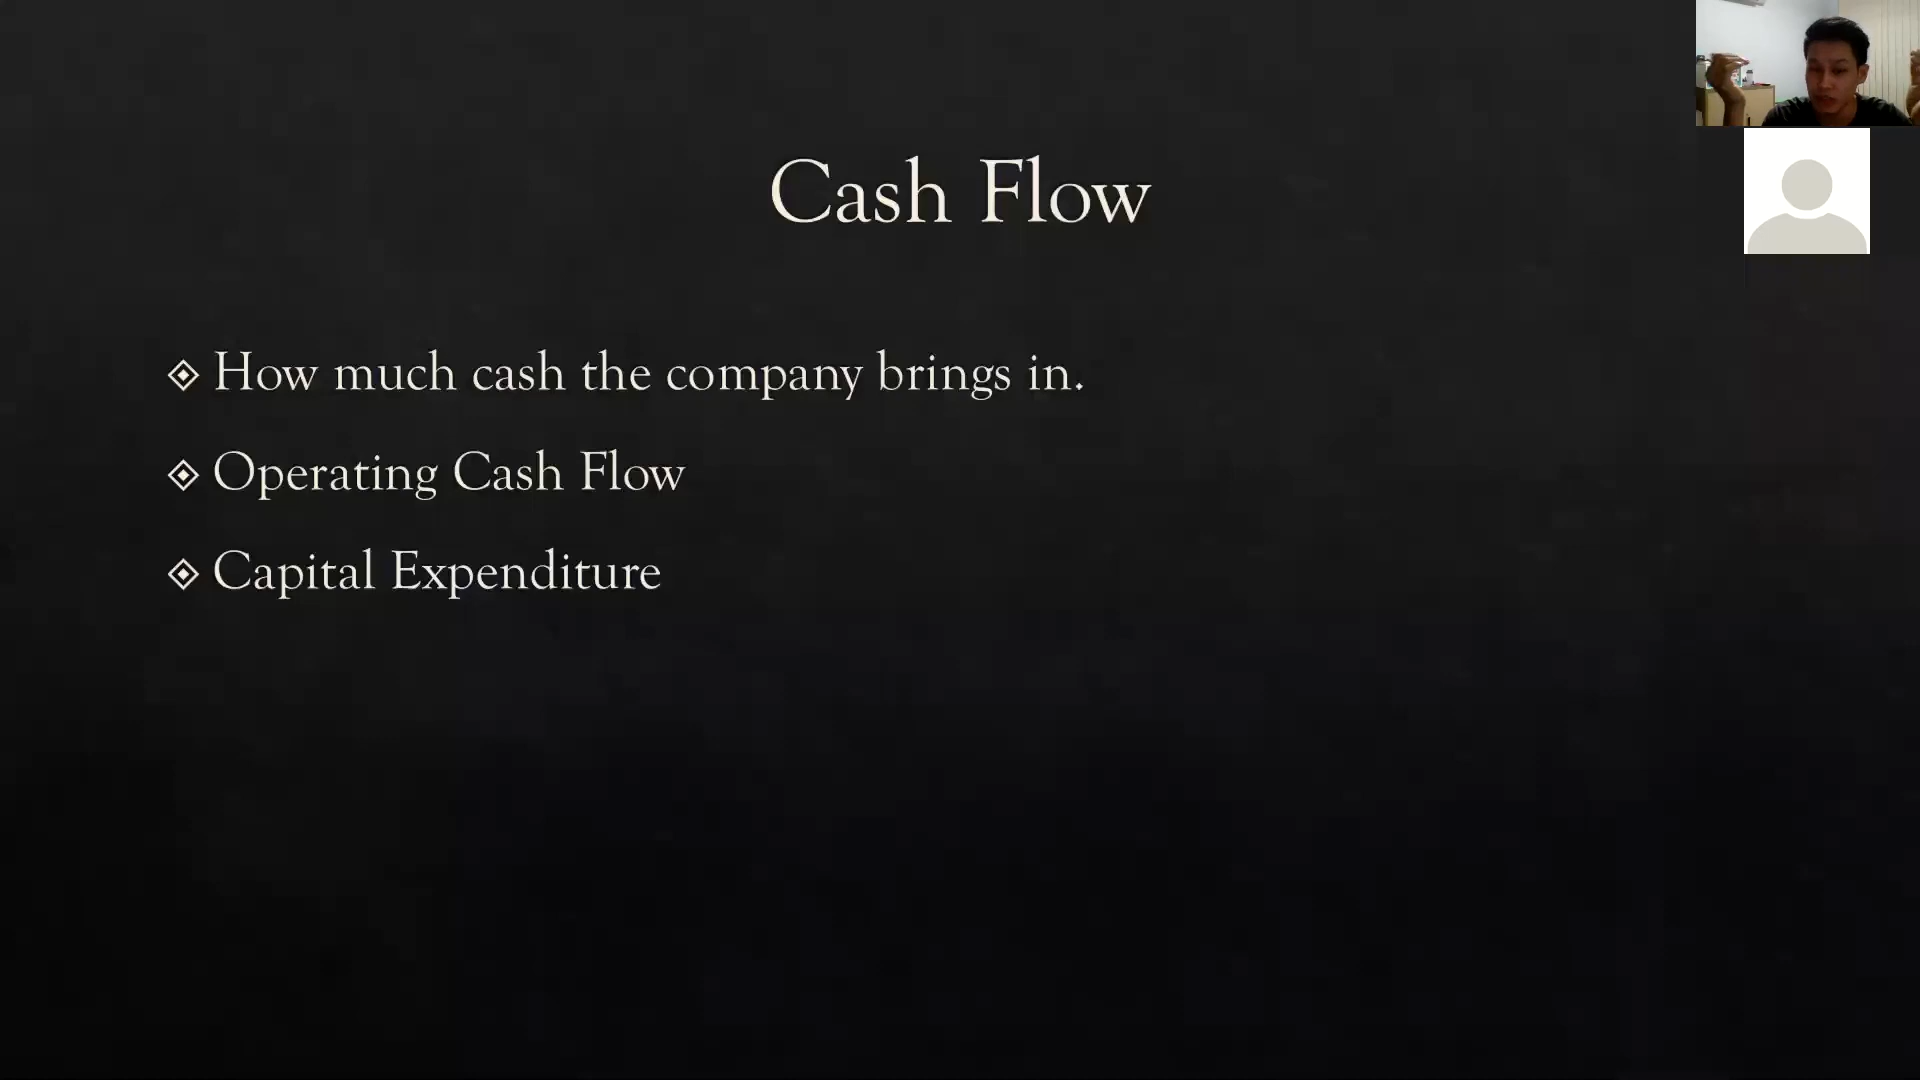 Cash Flow
How much cash the company brings in.
Operating Cash Flow
Capital Expenditure